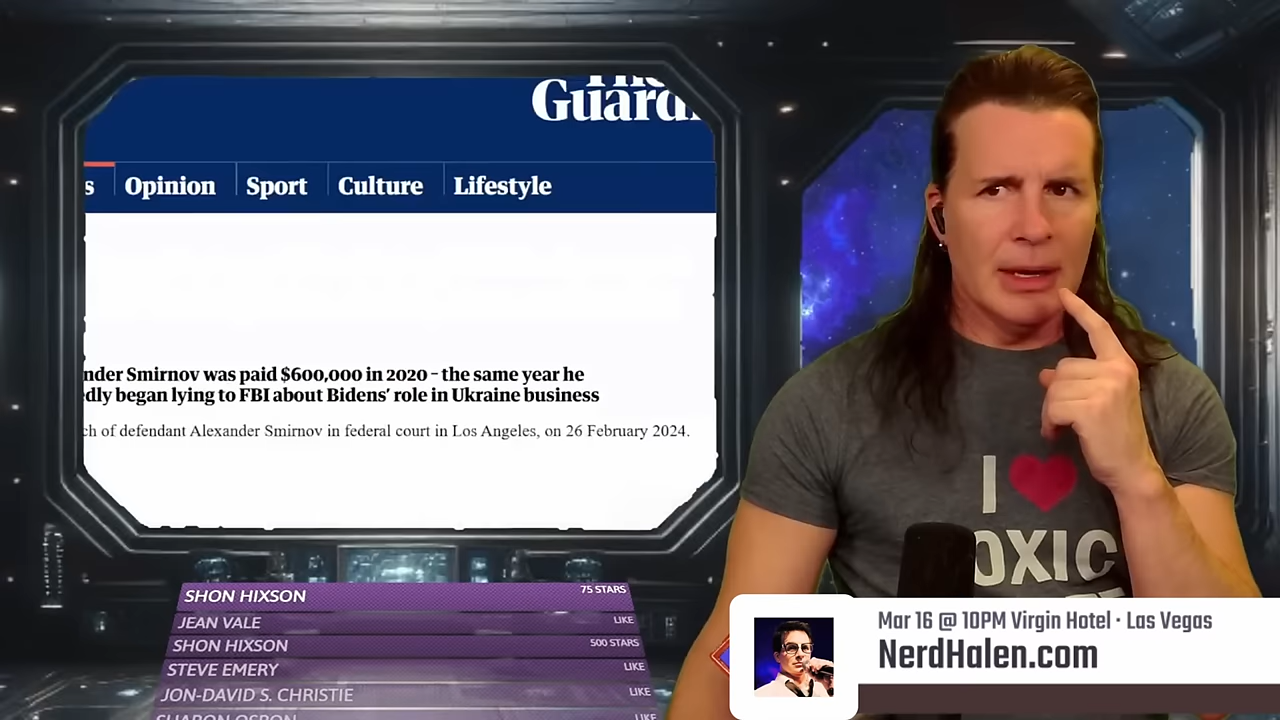 Guard
s Opinion Sport Culture Lifestyle
nder Smirnov was paid $600,000 in 2020 – the same year he
edly began lying to FBI about Bidens' role in Ukraine business
ch of defendant Alexander Smirnov in federal court in Los Angeles, on 26 February 2024.
I
OXIC
SHON HIXSON 75 STARS
JEAN VALE LIKE
SHON HIXSON 500 STARS
STEVE EMERY LIKE
JON-DAVID S. CHRISTIE LIKE
SHARON OSBON LIKE
Mar 16 @ 10PM Virgin Hotel · Las Vegas
NerdHalen.com